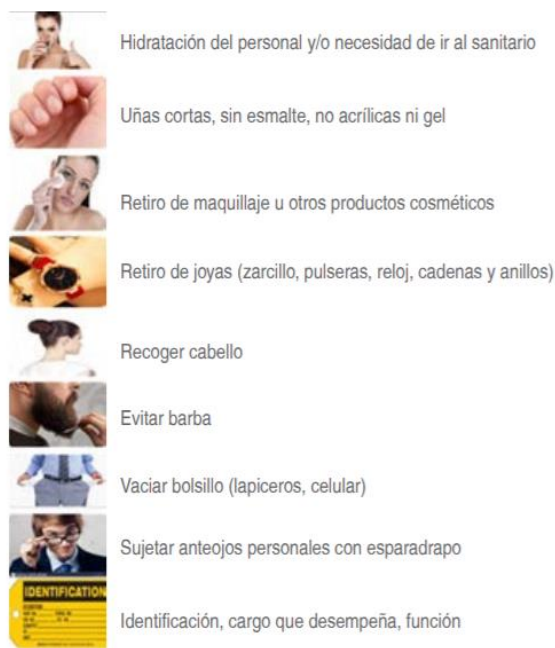 Hidratación del personal y/o necesidad de ir al sanitario
Uñas cortas, sin esmalte, no acrílicas ni gel
Retiro de maquillaje u otros productos cosméticos
Retiro de joyas (zarcillo, pulseras, reloj, cadenas y anillos)
Recoger cabello
Evitar barba
Vaciar bolsillo (lapiceros, celular)
Sujetar anteojos personales con esparadrapo
IDENTIFICATION
Identificación, cargo que desempeña, función